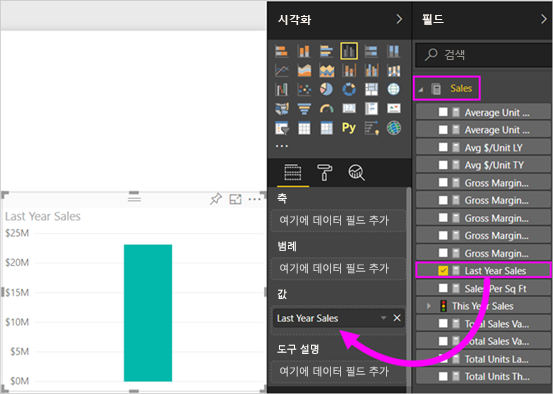 시각화
필드
검색
Sales
Average Unit ...
Average Unit ...
Avg $/Unit LY
Avg $/Unit TY
Gross Margin...
Gross Margin...
Gross Margin...
Gross Margin...
Last Year Sales
Sales Per Sq Ft
This Year Sales
Total Sales Va...
Total Sales Va...
Total Units La...
Total Units Th...
Py
...
축
여기에 데이터 필드 추가
범례
여기에 데이터 필드 추가
값
Last Year Sales
도구 설명
여기에 데이터 필드 추가
Last Year Sales
$25M
$20M
$15M
$10M
$5M
$0M